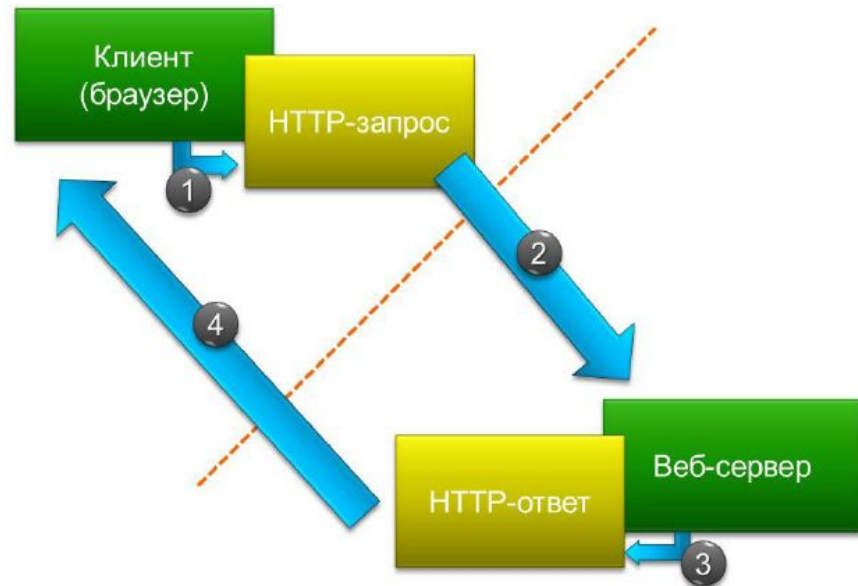 Клиент
(браузер)
HTTP-запрос
1
2
4
Веб-сервер
HTTP-ответ
3